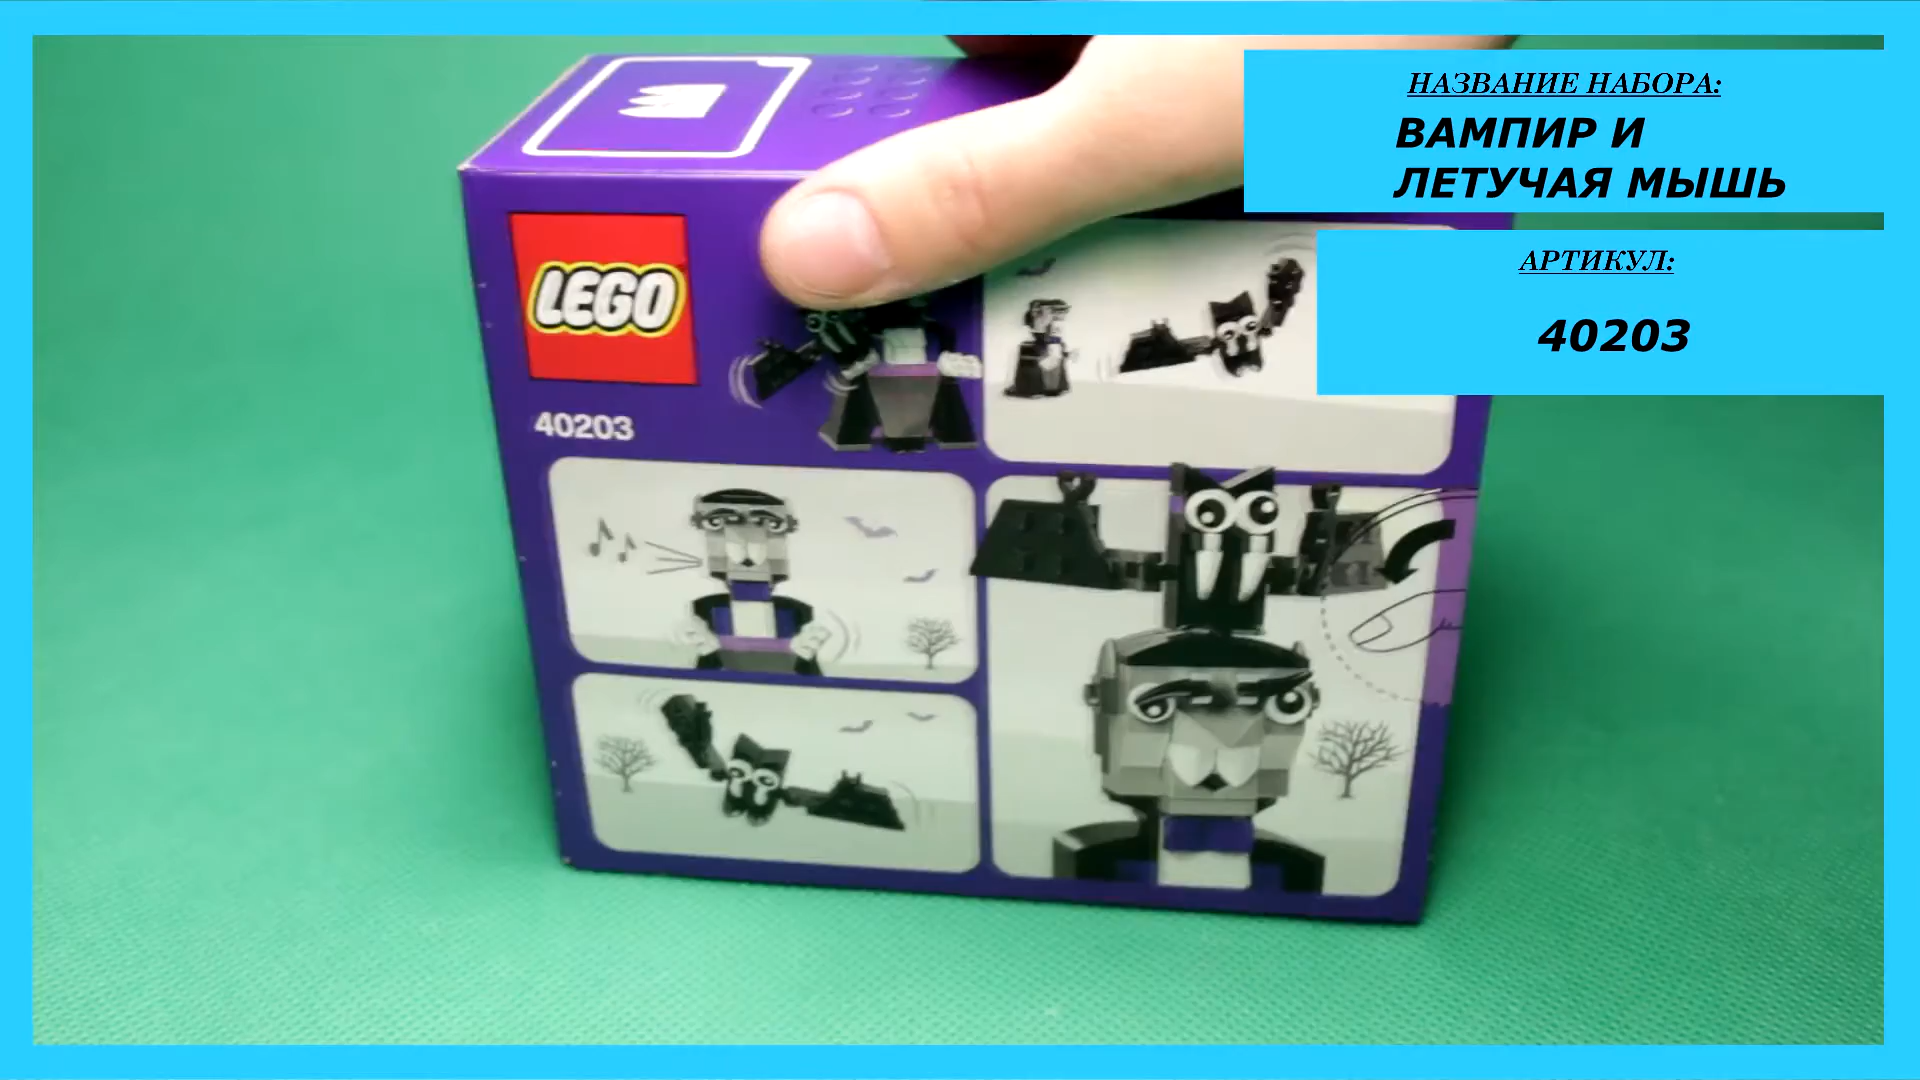 НАЗВАНИЕ НАБОРА:
ВАМПИР И
ЛЕТУЧАЯ МЫШЬ
АРТИКУЛ:
40203
LEGO
40203